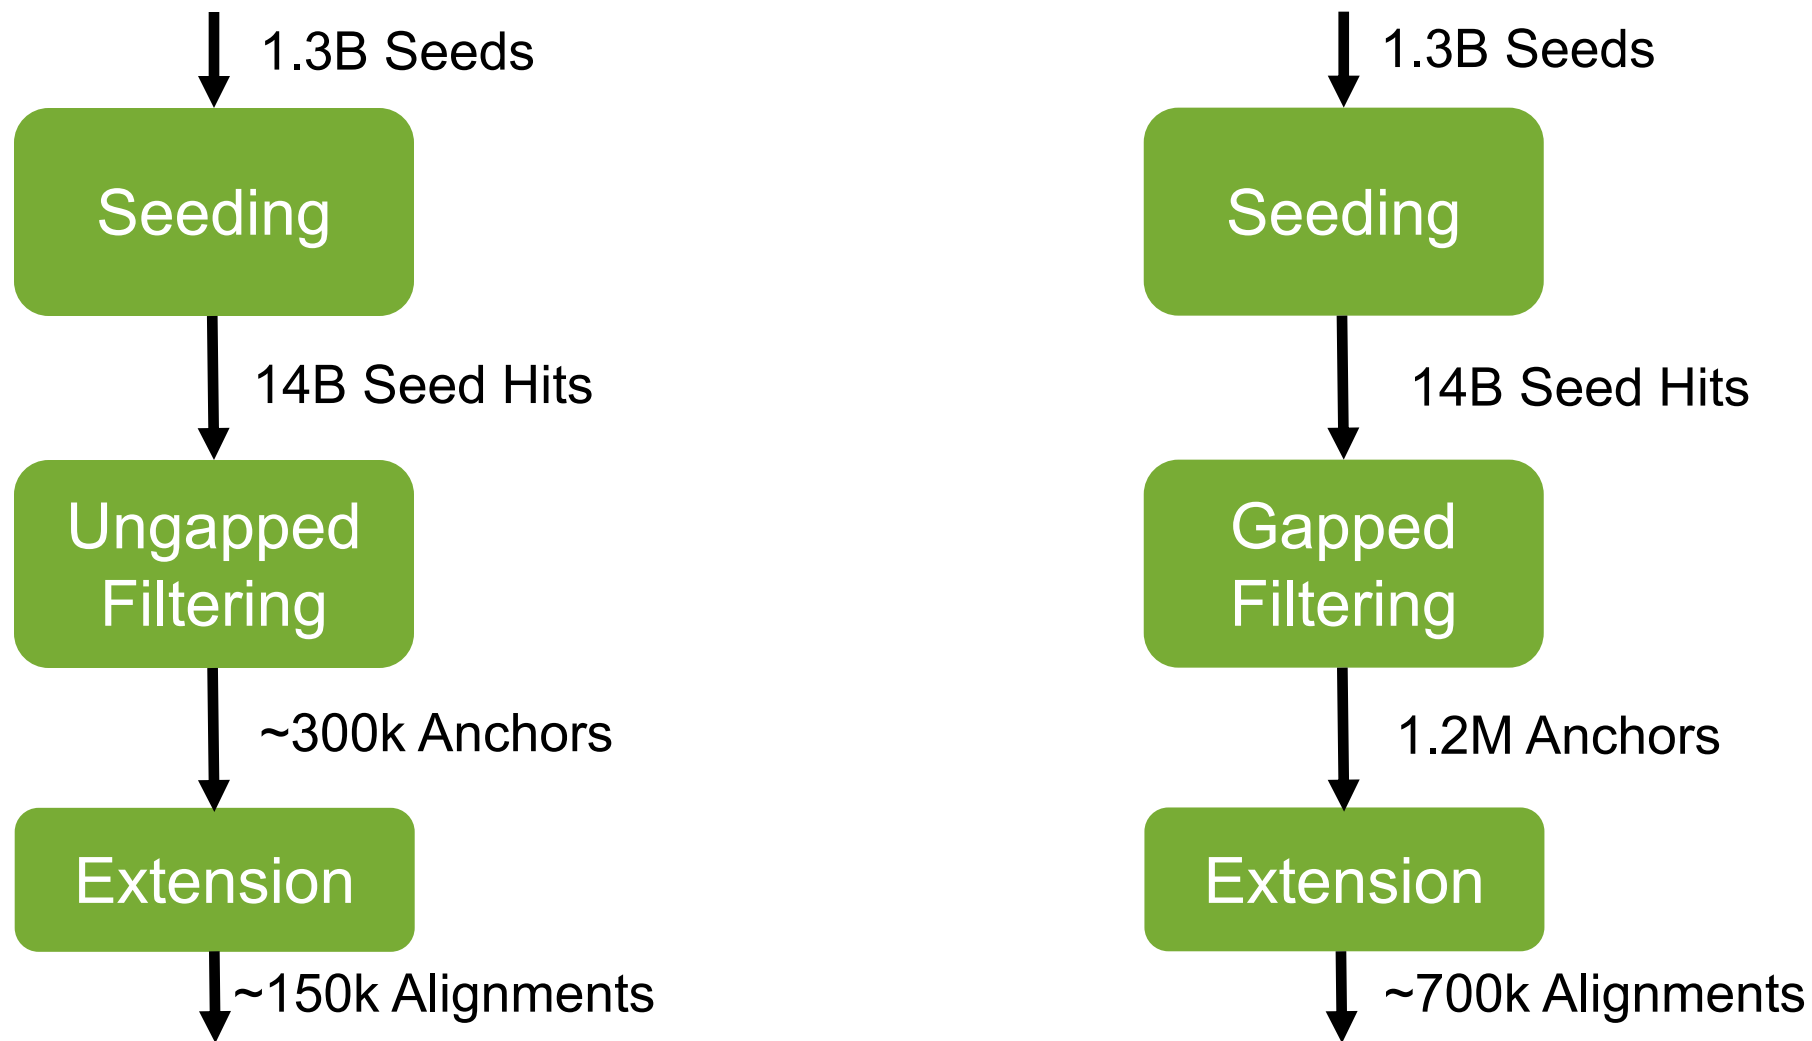 1.3B Seeds
Seeding
14B Seed Hits
Ungapped
Filtering
~300k Anchors
Extension
~150k Alignments
1.3B Seeds
Seeding
14B Seed Hits
Gapped
Filtering
1.2M Anchors
Extension
~700k Alignments